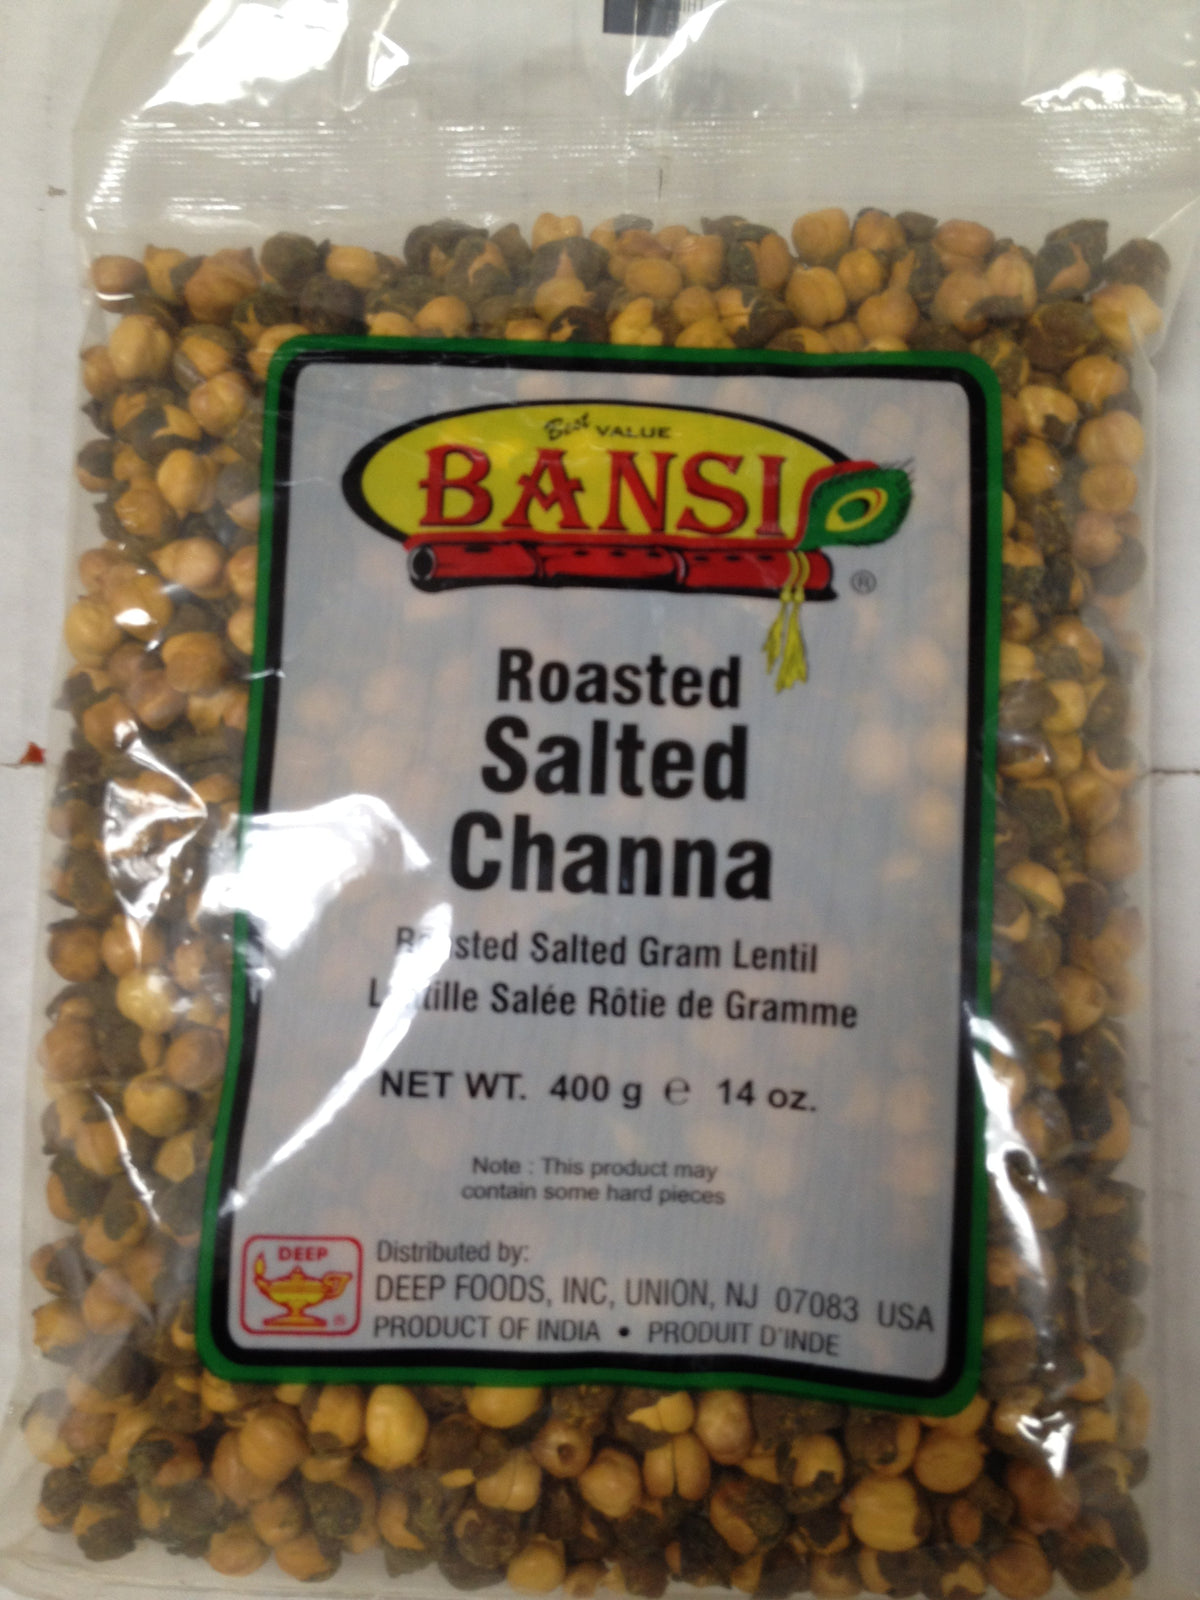 Best VALUE
BANSI
®
Roasted
Salted
Channa
Roasted Salted Gram Lentil
Lentille Salée Rôtie de Gramme
NET WT. 400 g ℮ 14 oz.
Note : This product may
contain some hard pieces
DEEP
®
Distributed by:
DEEP FOODS, INC, UNION, NJ 07083 USA
PRODUCT OF INDIA • PRODUIT D'INDE